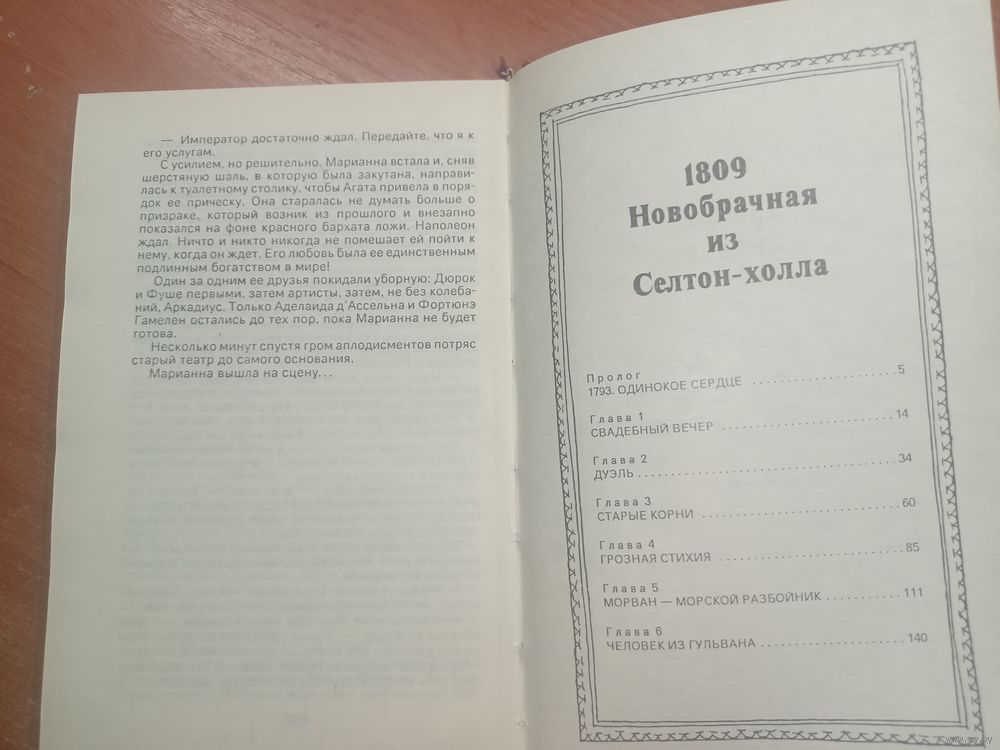 — Император достаточно ждал. Передайте, что я к
его услугам.
С усилием, но решительно, Марианна встала и, сняв
шерстяную шаль, в которую была закутана, направи-
лась к туалетному столику, чтобы Агата привела в поря-
док ее прическу. Она старалась не думать больше о
призраке, который возник из прошлого и внезапно
показался на фоне красного бархата ложи. Наполеон
ждал. Ничто и никто никогда не помешает ей пойти к
нему, когда он ждет. Его любовь была ее единственным
подлинным богатством в мире!
Один за одним ее друзья покидали уборную: Дюрок
и Фуше первыми, затем артисты, затем, не без колеба-
ний, Аркадиус. Только Аделаида д'Ассельна и Фортюнэ
Гамелен остались до тех пор, пока Марианна не будет
готова.
Несколько минут спустя гром аплодисментов потряс
старый театр до самого основания.
Марианна вышла на сцену...
1809
Новобрачная
из
Селтон-холла
Пролог
1793. ОДИНОКОЕ СЕРДЦЕ ....................5
Глава 1
СВАДЕБНЫЙ ВЕЧЕР ........................14
Глава 2
ДУЭЛЬ ....................................34
Глава 3
СТАРЫЕ КОРНИ ............................60
Глава 4
ГРОЗНАЯ СТИХИЯ ..........................85
Глава 5
МОРВАН — МОРСКОЙ РАЗБОЙНИК ...........111
Глава 6
ЧЕЛОВЕК ИЗ ГУЛЬВАНА ....................140